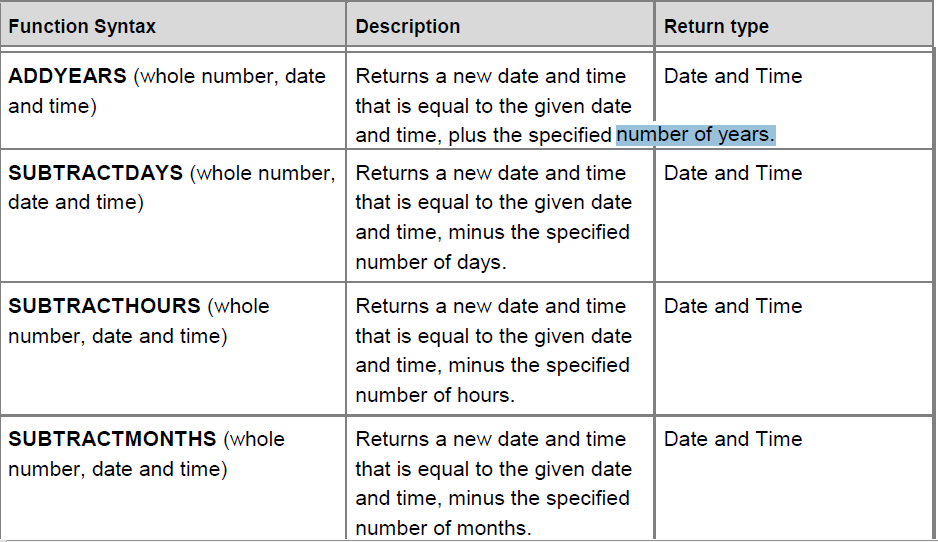 Function Syntax
Description
Return type
ADDYEARS (whole number, date
and time)
Returns a new date and time
that is equal to the given date
and time, plus the specified number of years.
Date and Time
SUBTRACTDAYS (whole number,
date and time)
Returns a new date and time
that is equal to the given date
and time, minus the specified
number of days.
Date and Time
SUBTRACTHOURS (whole
number, date and time)
Returns a new date and time
that is equal to the given date
and time, minus the specified
number of hours.
Date and Time
SUBTRACTMONTHS (whole
number, date and time)
Returns a new date and time
that is equal to the given date
and time, minus the specified
number of months.
Date and Time